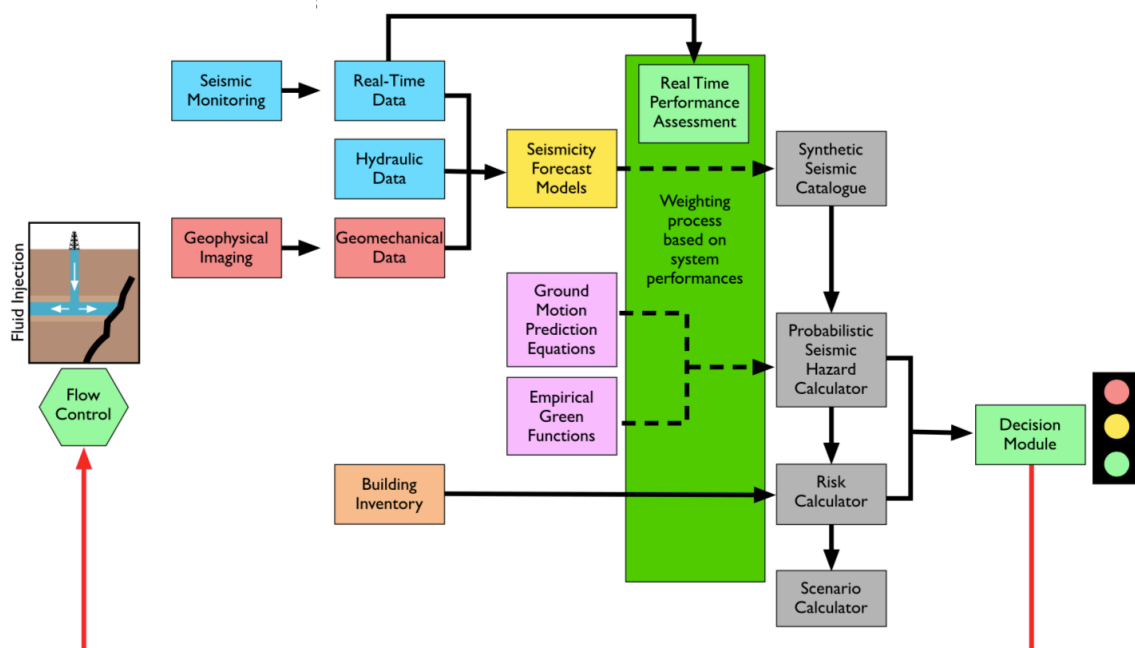 Seismic
Monitoring
Real-Time
Data
Real Time
Performance
Assessment
Hydraulic
Data
Seismicity
Forecast
Models
Synthetic
Seismic
Catalogue
Geophysical
Imaging
Geomechanical
Data
Weighting
process
based on
system
performances
Fluid Injection
Ground
Motion
Prediction
Equations
Probabilistic
Seismic
Hazard
Calculator
Flow
Control
Empirical
Green
Functions
Decision
Module
Building
Inventory
Risk
Calculator
Scenario
Calculator